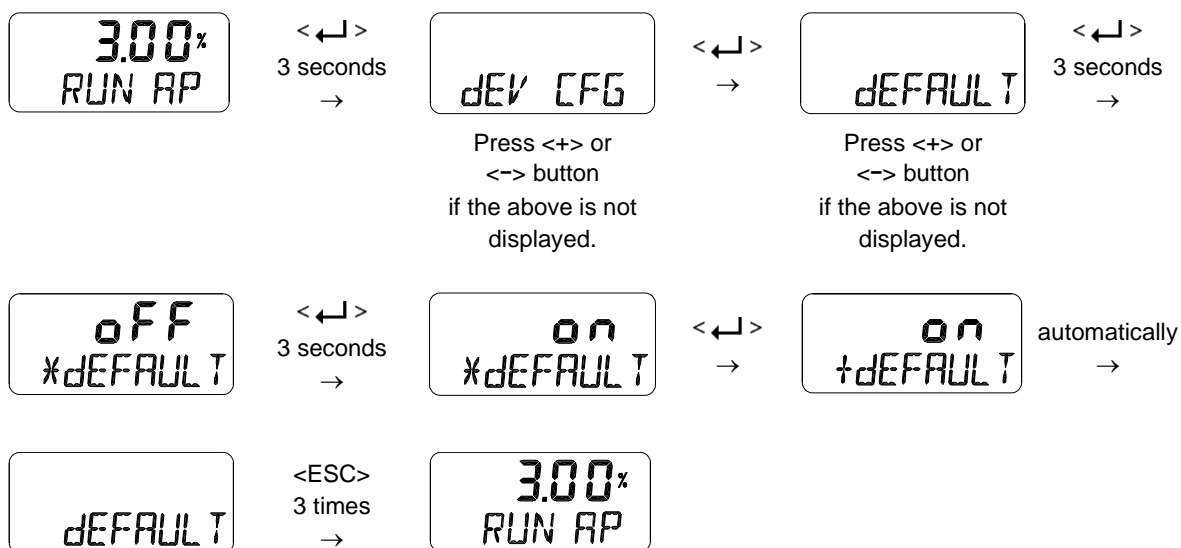 3.00%
RUN AP
< ↵ >
3 seconds
→
dEV CFG
Press <+> or
<-> button
if the above is not
displayed.
< ↵ >
→
dEFAULT
Press <+> or
<-> button
if the above is not
displayed.
< ↵ >
3 seconds
→
oFF
*dEFAULT
< ↵ >
3 seconds
→
on
*dEFAULT
< ↵ >
→
on
+dEFAULT
automatically
→
dEFAULT
<ESC>
3 times
→
3.00%
RUN AP